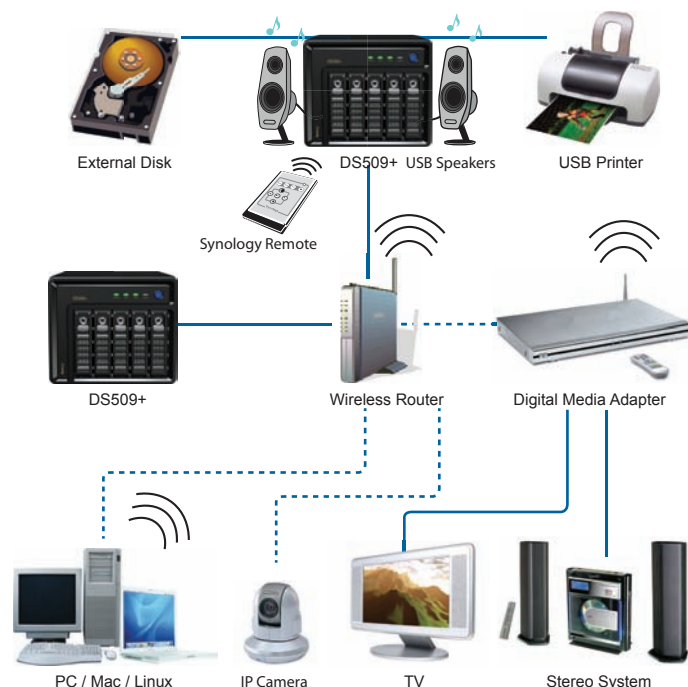 External Disk
DS509+ USB Speakers
USB Printer
Synology Remote
DS509+
Wireless Router
Digital Media Adapter
PC / Mac / Linux
IP Camera
TV
Stereo System